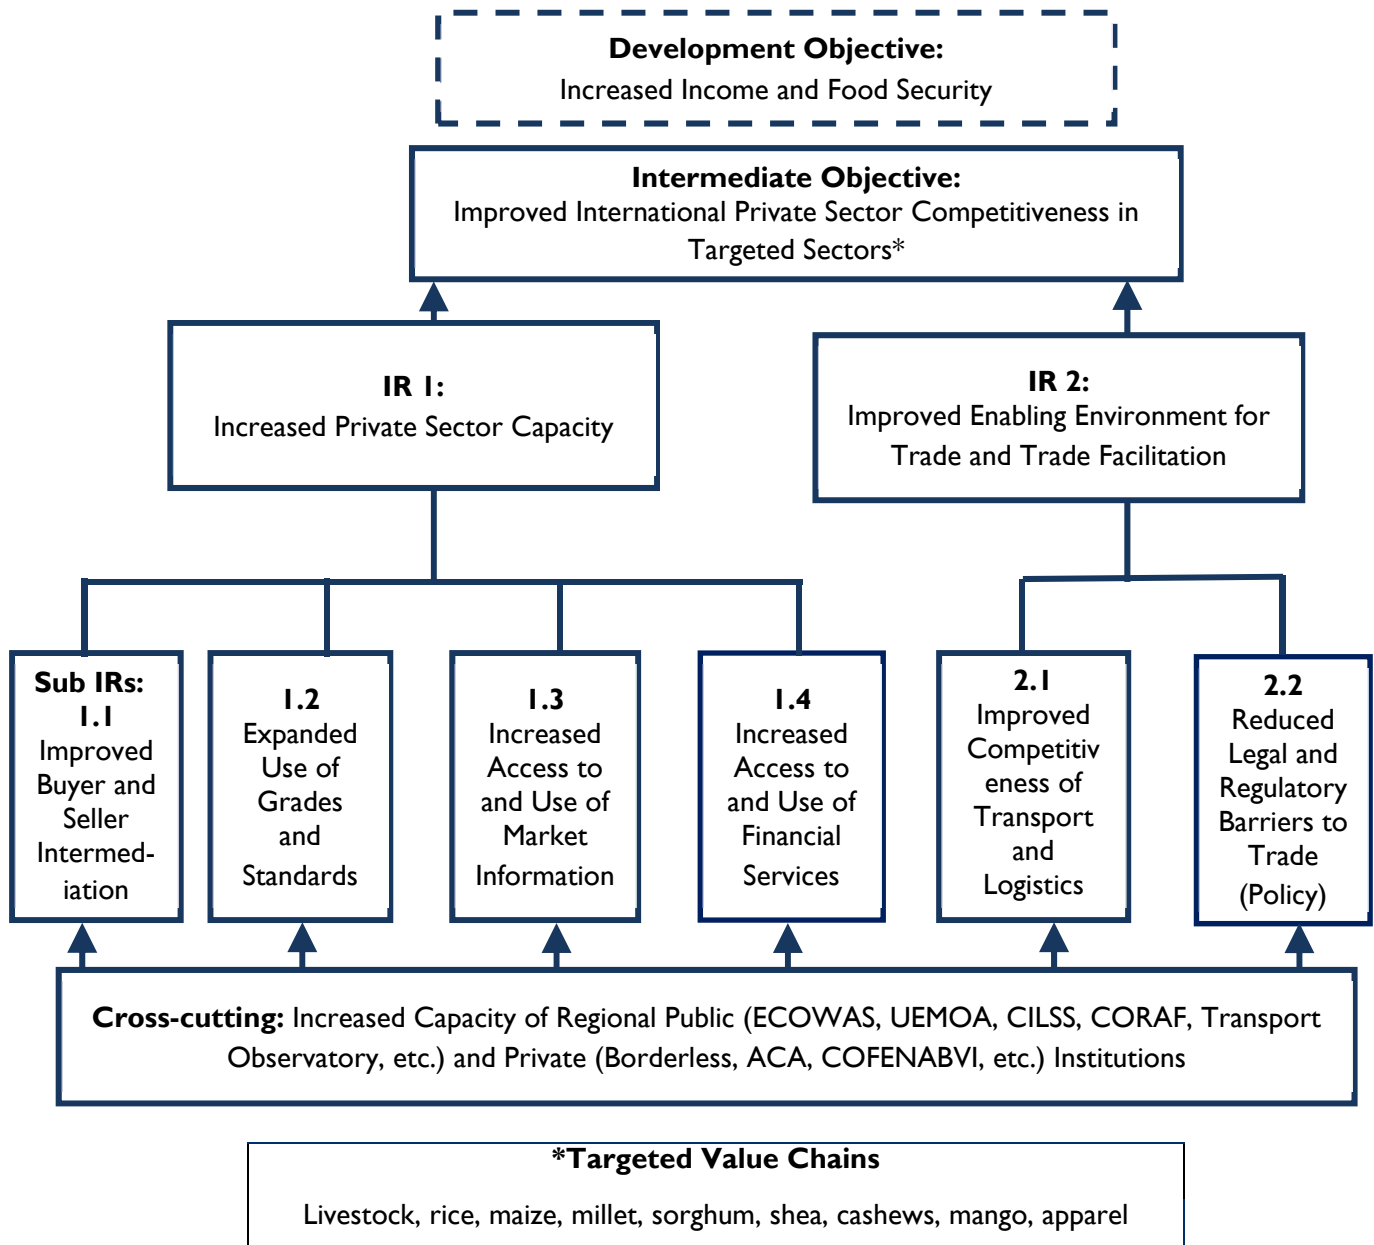 Development Objective:
Increased Income and Food Security
Intermediate Objective:
Improved International Private Sector Competitiveness in
Targeted Sectors*
IR 1:
Increased Private Sector Capacity
IR 2:
Improved Enabling Environment for
Trade and Trade Facilitation
Sub IRs:
1.1
Improved
Buyer and
Seller
Intermed-
iation
1.2
Expanded
Use of
Grades
and
Standards
1.3
Increased
Access to
and Use of
Market
Information
1.4
Increased
Access to
and Use of
Financial
Services
2.1
Improved
Competitiv
eness of
Transport
and
Logistics
2.2
Reduced
Legal and
Regulatory
Barriers to
Trade
(Policy)
Cross-cutting: Increased Capacity of Regional Public (ECOWAS, UEMOA, CILSS, CORAF, Transport
Observatory, etc.) and Private (Borderless, ACA, COFENABVI, etc.) Institutions
*Targeted Value Chains
Livestock, rice, maize, millet, sorghum, shea, cashews, mango, apparel